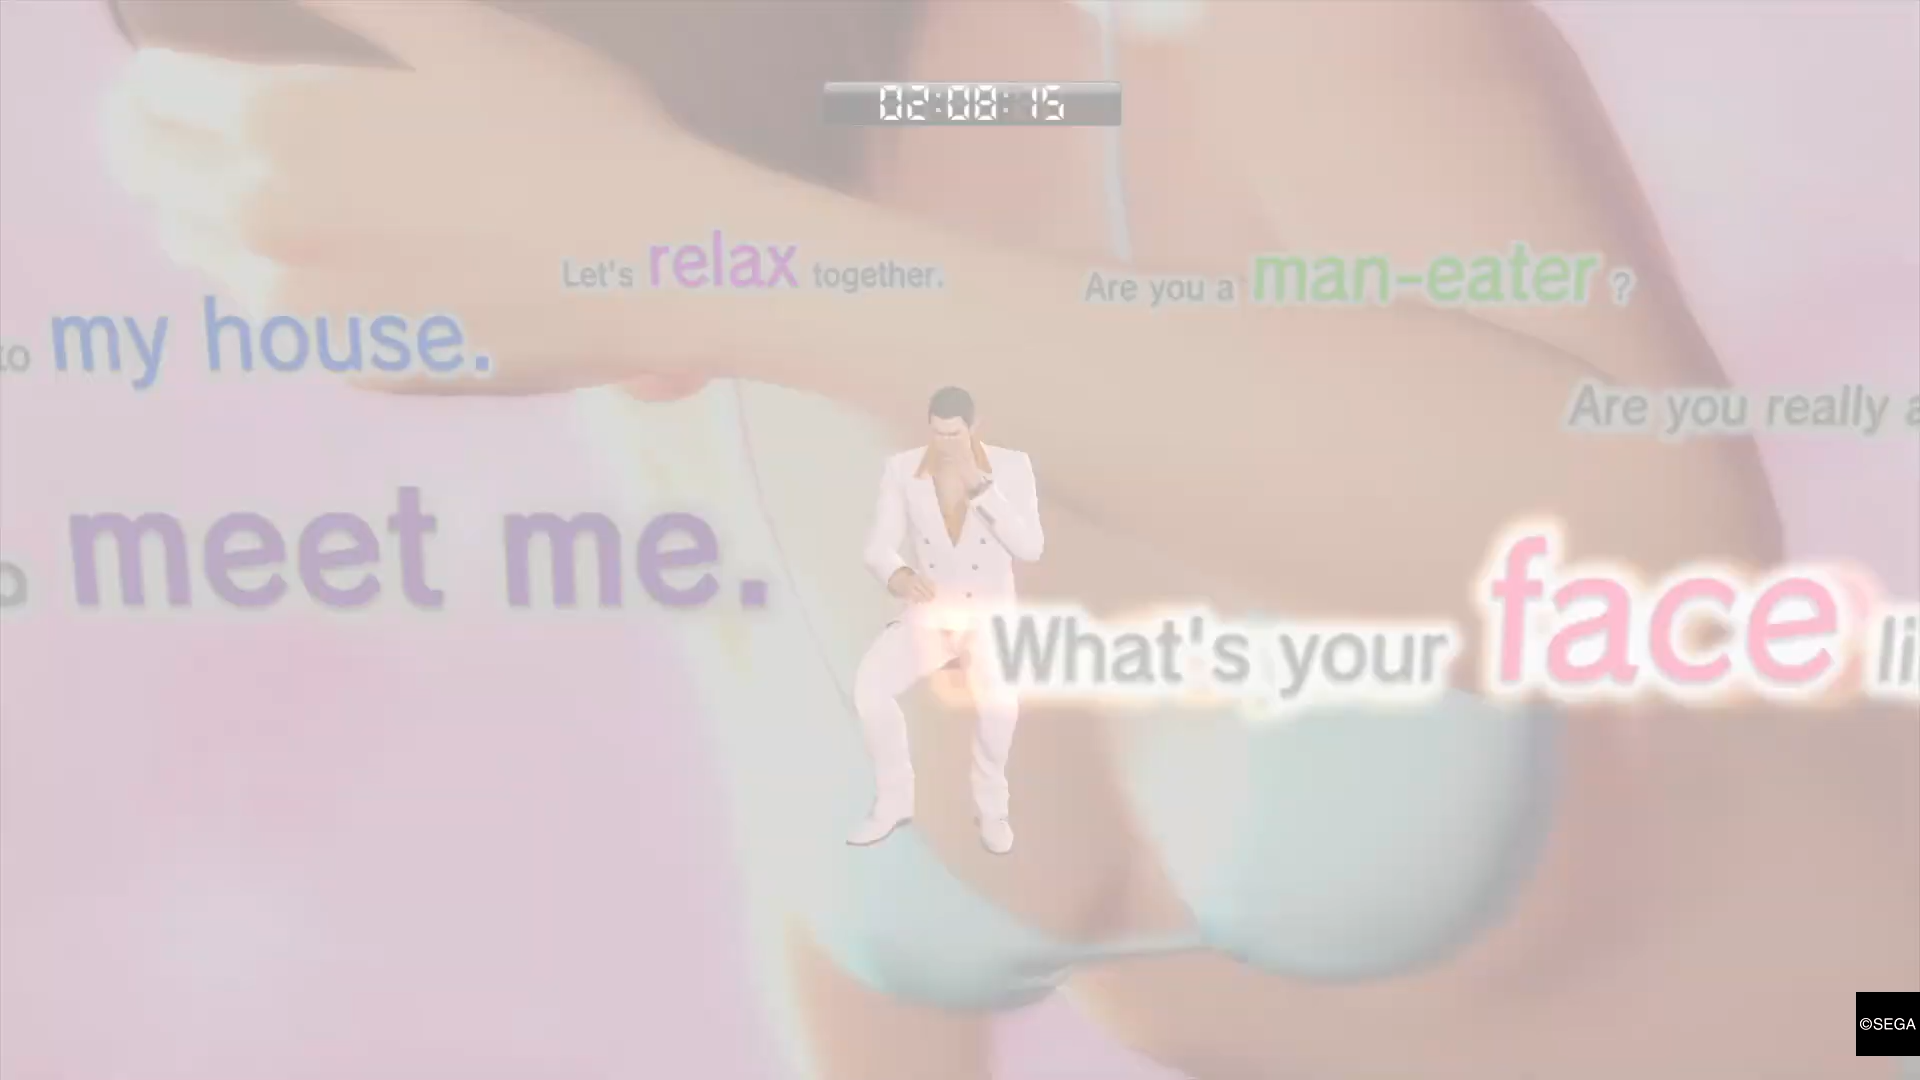 02:08:15
Let's relax together.
Are you a man-eater ?
to my house.
Are you really a
meet me.
What's your face li
©SEGA